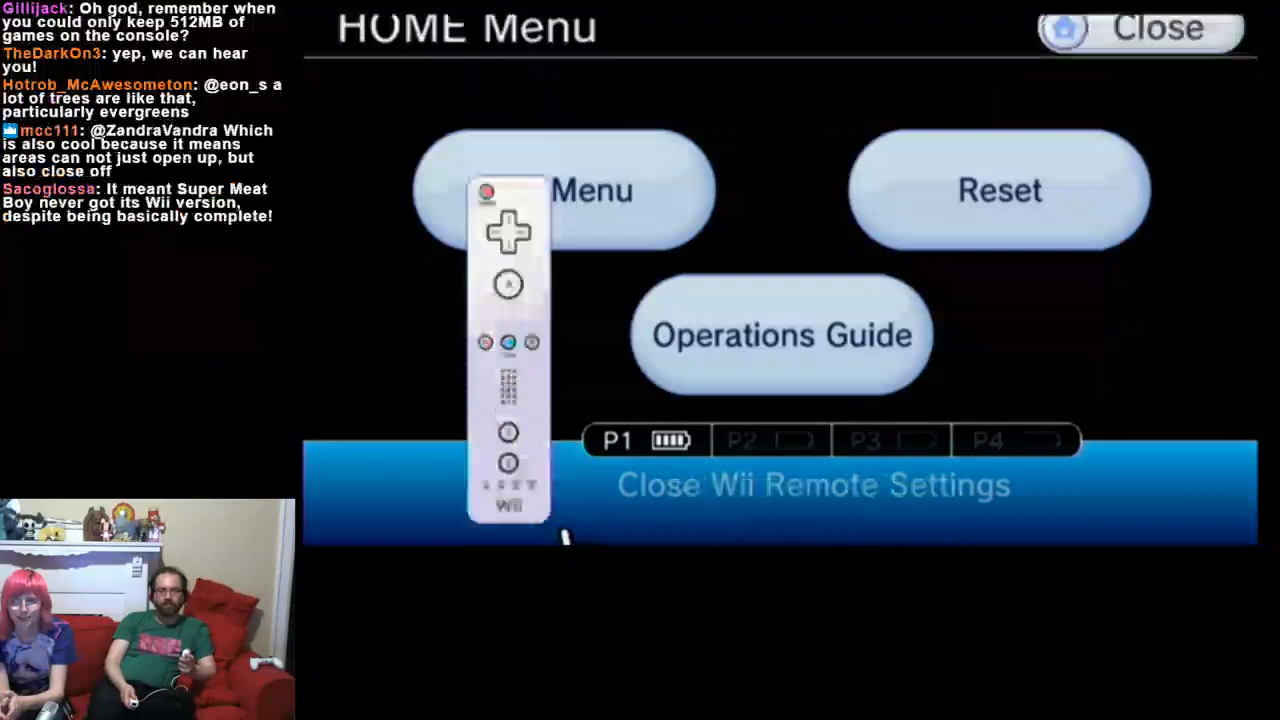 Gillijack: Oh god, remember when
you could only keep 512MB of
games on the console?
TheDarkOn3: yep, we can hear
you!
Hotrob_McAwesometon: @eon_s a
lot of trees are like that,
particularly evergreens
mcc111: @ZandraVandra Which
is also cool because it means
areas can not just open up, but
also close off
Sacoglossa: It meant Super Meat
Boy never got its Wii version,
despite being basically complete!
HOME Menu
Close
Menu
Reset
Operations Guide
P1 P2 P3 P4
Close Wii Remote Settings
A
Wii